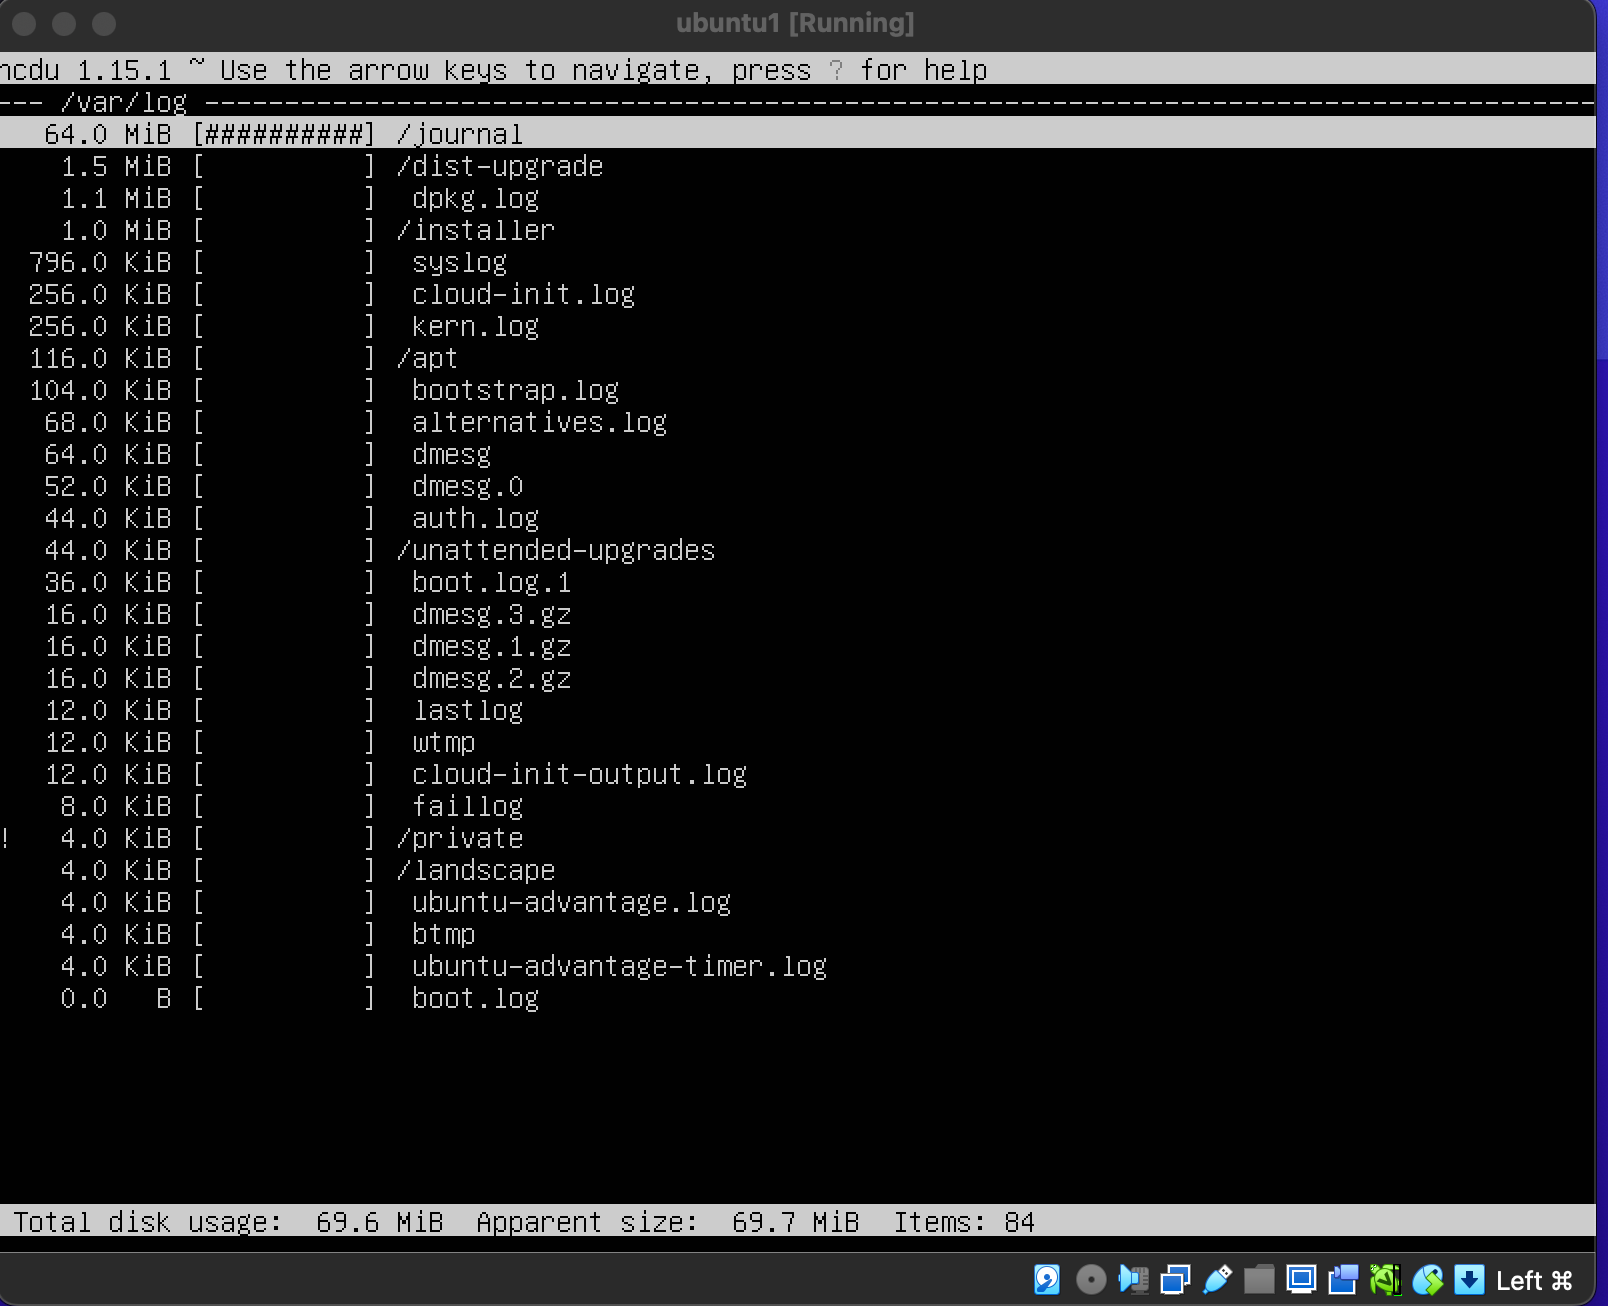 ubuntu1 [Running]
ncdu 1.15.1 ~ Use the arrow keys to navigate, press ? for help
--- /var/log ----------------------------------------------------------------------------------------
64.0 MiB [##########] /journal
1.5 MiB [          ] /dist-upgrade
1.1 MiB [          ]  dpkg.log
1.0 MiB [          ] /installer
796.0 KiB [          ]  syslog
256.0 KiB [          ]  cloud-init.log
256.0 KiB [          ]  kern.log
116.0 KiB [          ] /apt
104.0 KiB [          ]  bootstrap.log
68.0 KiB [          ]  alternatives.log
64.0 KiB [          ]  dmesg
52.0 KiB [          ]  dmesg.0
44.0 KiB [          ]  auth.log
44.0 KiB [          ] /unattended-upgrades
36.0 KiB [          ]  boot.log.1
16.0 KiB [          ]  dmesg.3.gz
16.0 KiB [          ]  dmesg.1.gz
16.0 KiB [          ]  dmesg.2.gz
12.0 KiB [          ]  lastlog
12.0 KiB [          ]  wtmp
12.0 KiB [          ]  cloud-init-output.log
8.0 KiB [          ]  faillog
! 4.0 KiB [          ] /private
4.0 KiB [          ] /landscape
4.0 KiB [          ]  ubuntu-advantage.log
4.0 KiB [          ]  btmp
4.0 KiB [          ]  ubuntu-advantage-timer.log
0.0   B [          ]  boot.log
Total disk usage:  69.6 MiB  Apparent size:  69.7 MiB  Items: 84
Left ⌘